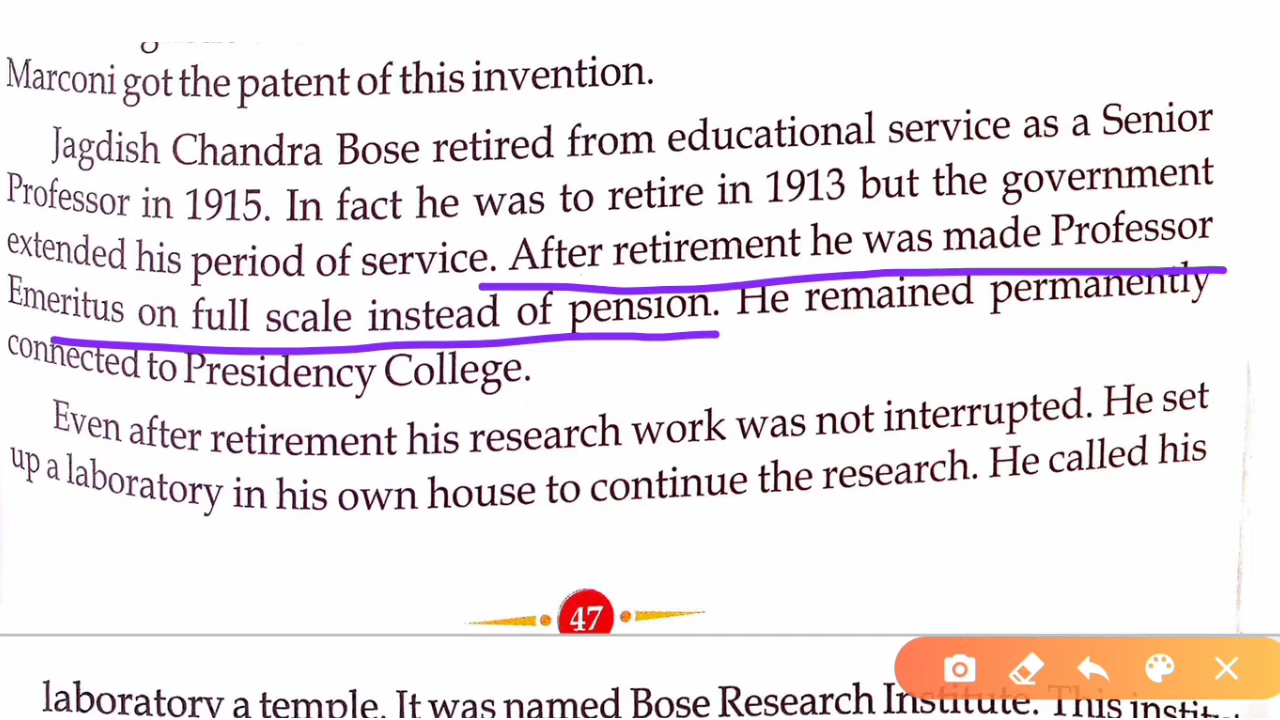 Marconi got the patent of this invention.
Jagdish Chandra Bose retired from educational service as a Senior
Professor in 1915. In fact he was to retire in 1913 but the government
extended his period of service. After retirement he was made Professor
Emeritus on full scale instead of pension. He remained permanently
connected to Presidency College.
Even after retirement his research work was not interrupted. He set
up a laboratory in his own house to continue the research. He called his
47
laboratory a temple. It was named Bose Research Institute. This